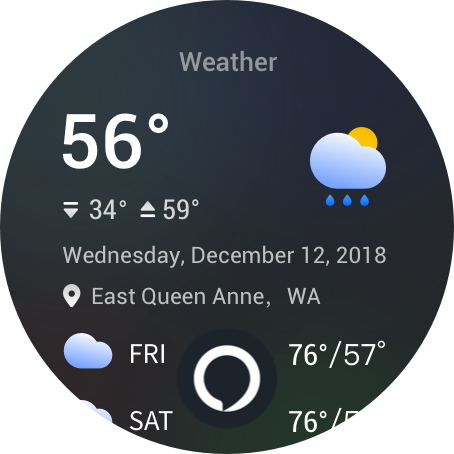 Weather
56°
34° 59°
Wednesday, December 12, 2018
East Queen Anne, WA
FRI 76°/57°
SAT 76°